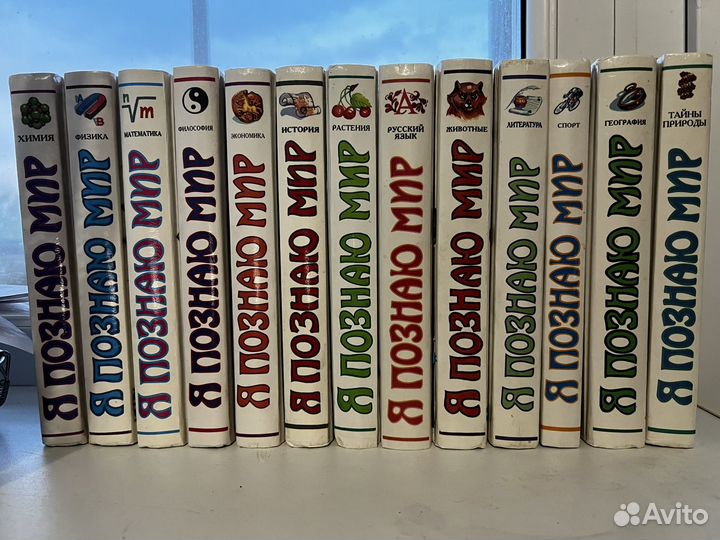 ХИМИЯ
Я ПОЗНАЮ МИР
И
В
ФИЗИКА
Я ПОЗНАЮ МИР
n√m
МАТЕМАТИКА
Я ПОЗНАЮ МИР
ФИЛОСОФИЯ
Я ПОЗНАЮ МИР
ЭКОНОМИКА
Я ПОЗНАЮ МИР
ИСТОРИЯ
Я ПОЗНАЮ МИР
РАСТЕНИЯ
Я ПОЗНАЮ МИР
А
РУССКИЙ
ЯЗЫК
Я ПОЗНАЮ МИР
ЖИВОТНЫЕ
Я ПОЗНАЮ МИР
ЛИТЕРАТУРА
Я ПОЗНАЮ МИР
СПОРТ
Я ПОЗНАЮ МИР
ГЕОГРАФИЯ
Я ПОЗНАЮ МИР
ТАЙНЫ
ПРИРОДЫ
Я ПОЗНАЮ МИР
Avito